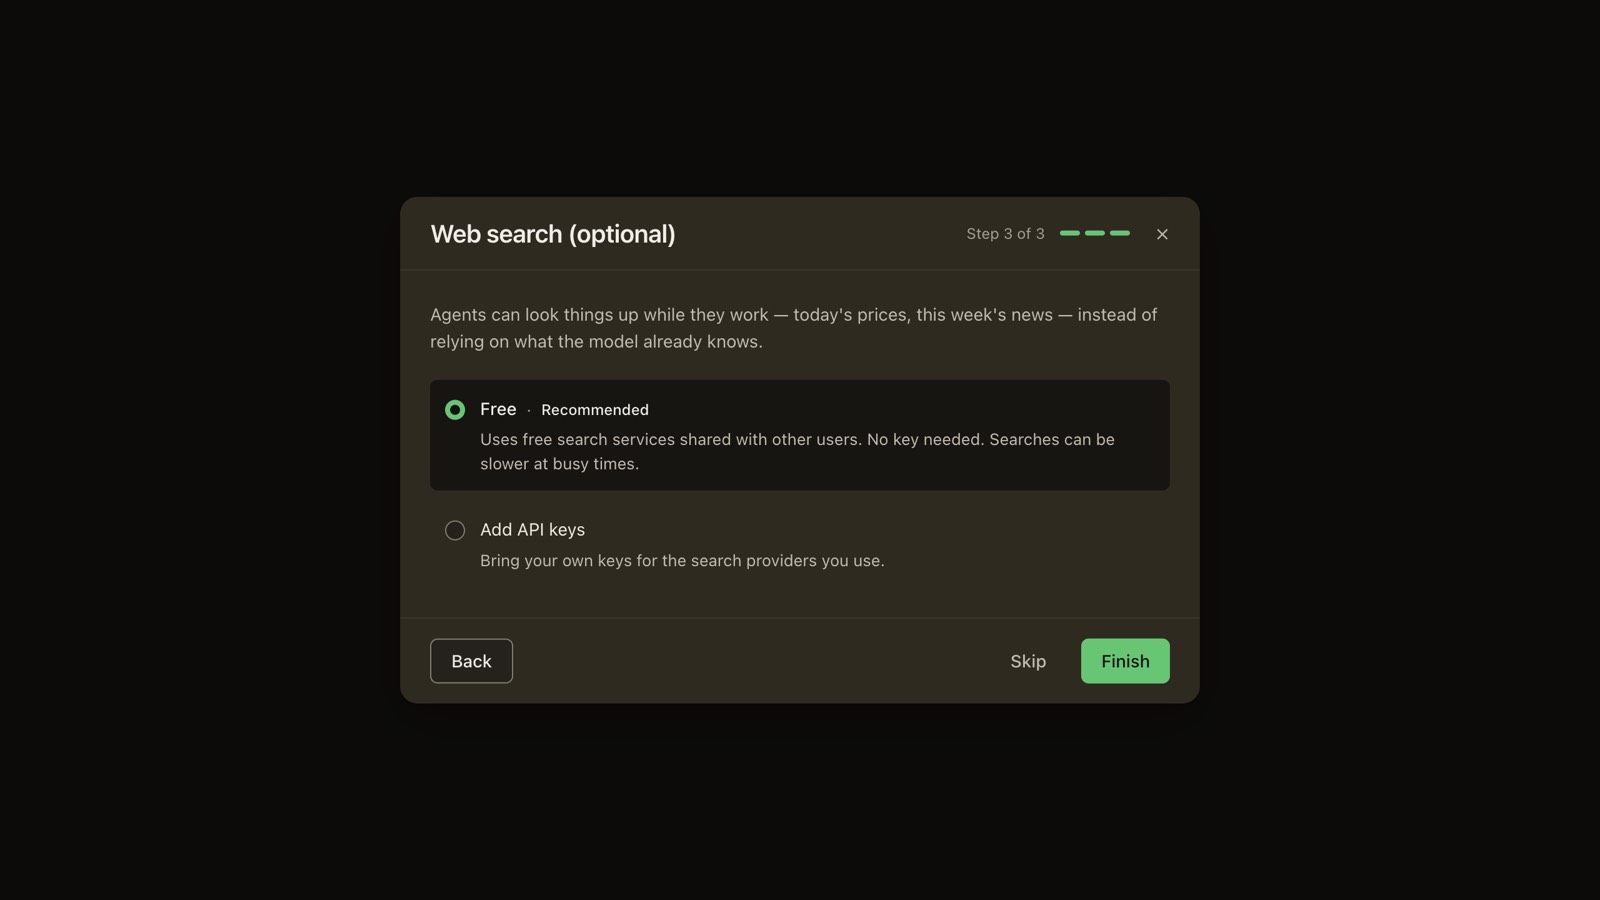 Web search (optional)
Step 3 of 3
Agents can look things up while they work — today's prices, this week's news — instead of
relying on what the model already knows.
Free · Recommended
Uses free search services shared with other users. No key needed. Searches can be
slower at busy times.
Add API keys
Bring your own keys for the search providers you use.
Back
Skip
Finish